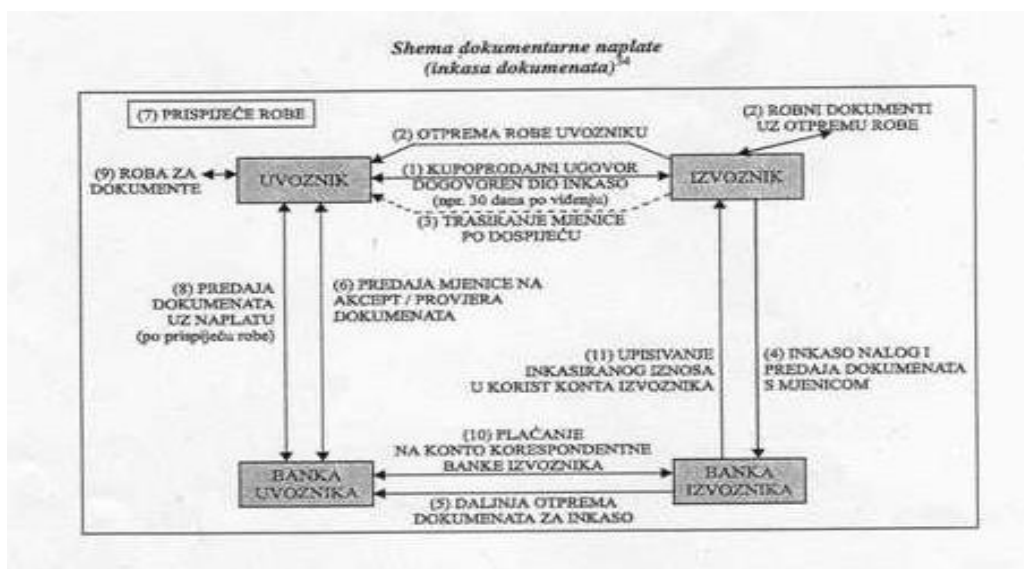 Shema dokumentarne naplate
(inkasa dokumenata)54
(7) PRISPIJEĆE ROBE
(2) OTPREMA ROBE UVOZNIKU
(2) ROBNI DOKUMENTI
UZ OTPREMU ROBE
(9) ROBA ZA
DOKUMENTE
UVOZNIK
(1) KUPOPRODAJNI UGOVOR
DOGOVOREN DIO INKASO
(npr. 30 dana po viđenju)
IZVOZNIK
(3) TRASIRANJE MJENICE
PO DOSPIJEĆU
(8) PREDAJA
DOKUMENATA
UZ NAPLATU
(po prispijeću robe)
(6) PREDAJA MJENICE NA
AKCEPT / PROVJERA
DOKUMENATA
(11) UPISIVANJE
INKASIRANOG IZNOSA
U KORIST KONTA IZVOZNIKA
(4) INKASO NALOG I
PREDAJA DOKUMENATA
S MJENICOM
(10) PLAĆANJE
NA KONTO KORESPONDENTNE
BANKE IZVOZNIKA
BANKA
UVOZNIKA
BANKA
IZVOZNIKA
(5) DALJNJA OTPREMA
DOKUMENATA ZA INKASO